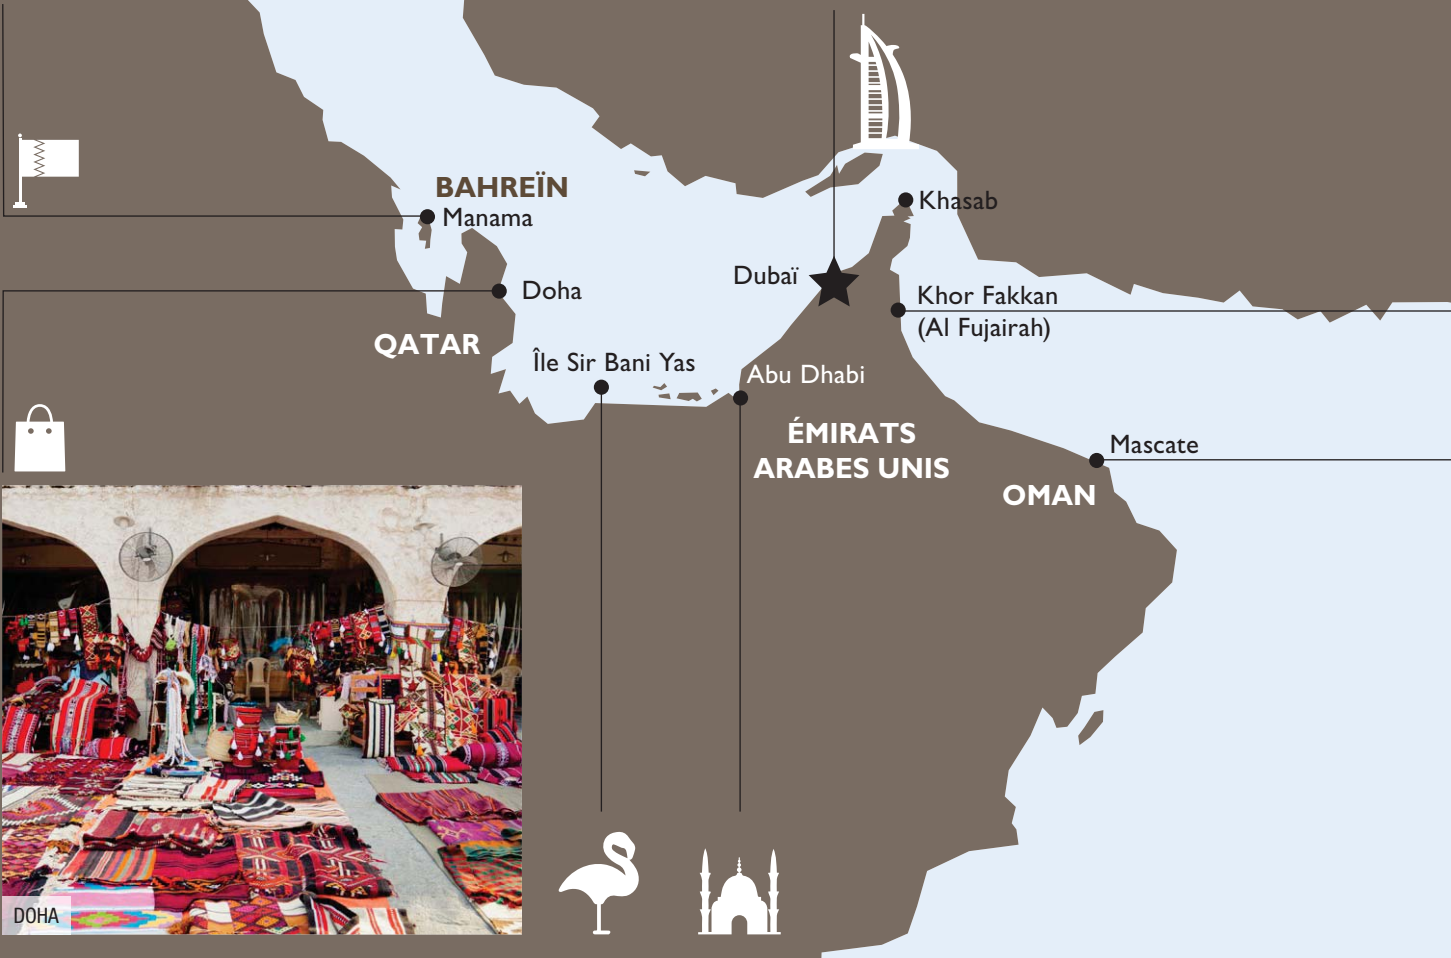 BAHREÏN
Manama
Khasab
Dubaï
Doha
Khor Fakkan
(Al Fujairah)
QATAR
Île Sir Bani Yas
Abu Dhabi
ÉMIRATS
ARABES UNIS
Mascate
OMAN
DOHA